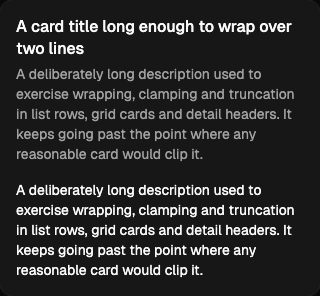 A card title long enough to wrap over
two lines
A deliberately long description used to
exercise wrapping, clamping and truncation
in list rows, grid cards and detail headers. It
keeps going past the point where any
reasonable card would clip it.
A deliberately long description used to
exercise wrapping, clamping and truncation
in list rows, grid cards and detail headers. It
keeps going past the point where any
reasonable card would clip it.